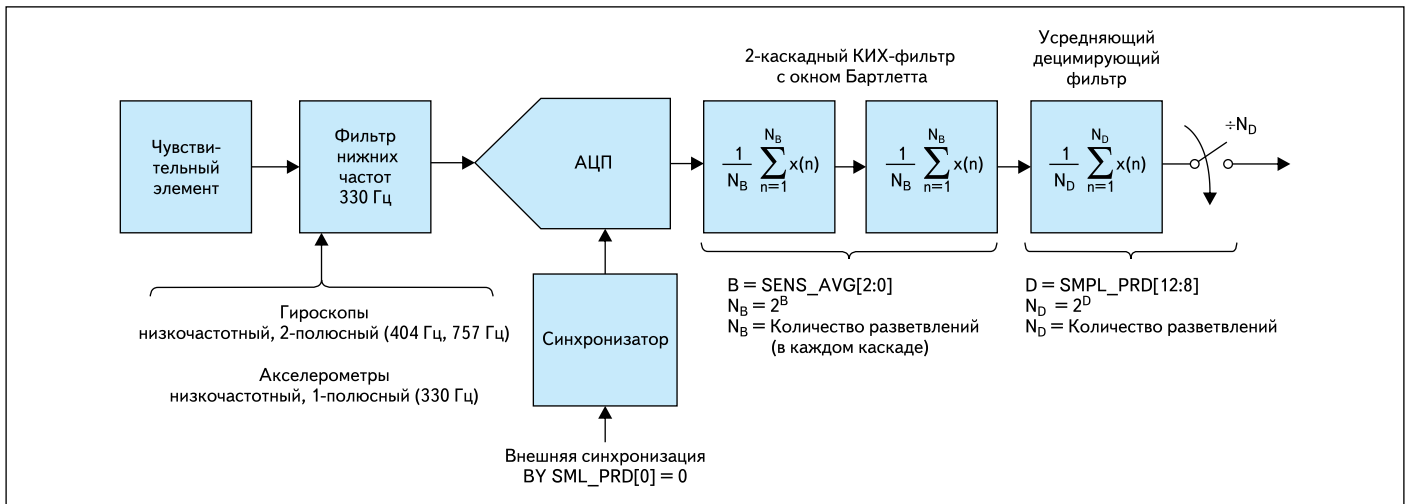 2-каскадный КИХ-фильтр
с окном Бартлетта
Усредняющий
децимирующий
фильтр
Чувстви-
тельный
элемент
Фильтр
нижних
частот
330 Гц
АЦП
1/N_B ∑_{n=1}^{N_B} x(n)
1/N_B ∑_{n=1}^{N_B} x(n)
1/N_D ∑_{n=1}^{N_D} x(n)
÷N_D
Гироскопы
низкочастотный, 2-полюсный (404 Гц, 757 Гц)
Акселерометры
низкочастотный, 1-полюсный (330 Гц)
Синхронизатор
Внешняя синхронизация
BY SML_PRD[0] = 0
B = SENS_AVG[2:0]
N_B = 2^B
N_B = Количество разветвлений
(в каждом каскаде)
D = SMPL_PRD[12:8]
N_D = 2^D
N_D = Количество разветвлений